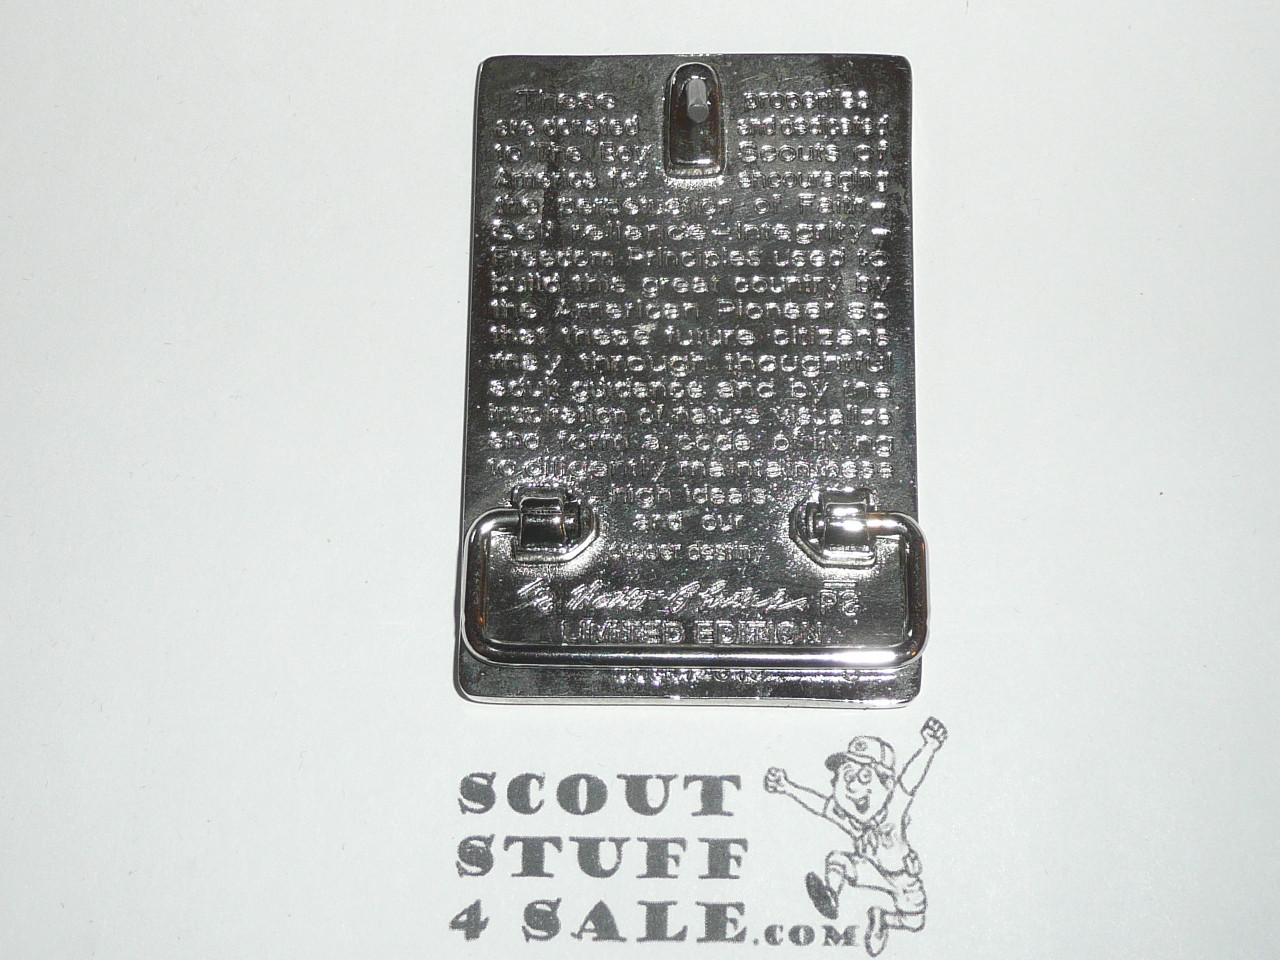 These properties
are donated and dedicated
to The Boy Scouts of
America for encouraging
the perpetuation of Faith-
Self reliance-Integrity-
Freedom Principles used to
build this great country by
the American Pioneer so
that these future citizens
may, through thoughtful
adult guidance and by the
inspiration of nature visualize
and form a code of living
to diligently maintain these
high ideals
and our
destiny.
LIMITED EDITION
SCOUT
STUFF
4 SALE.COM